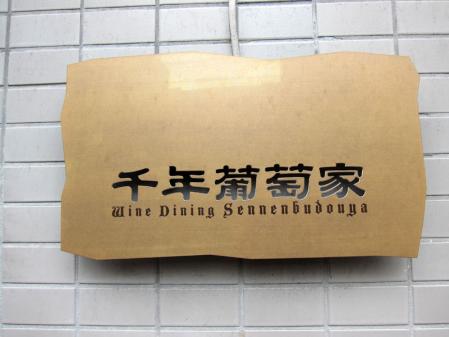 千年葡萄家
Wine Dining Sennenbudouya